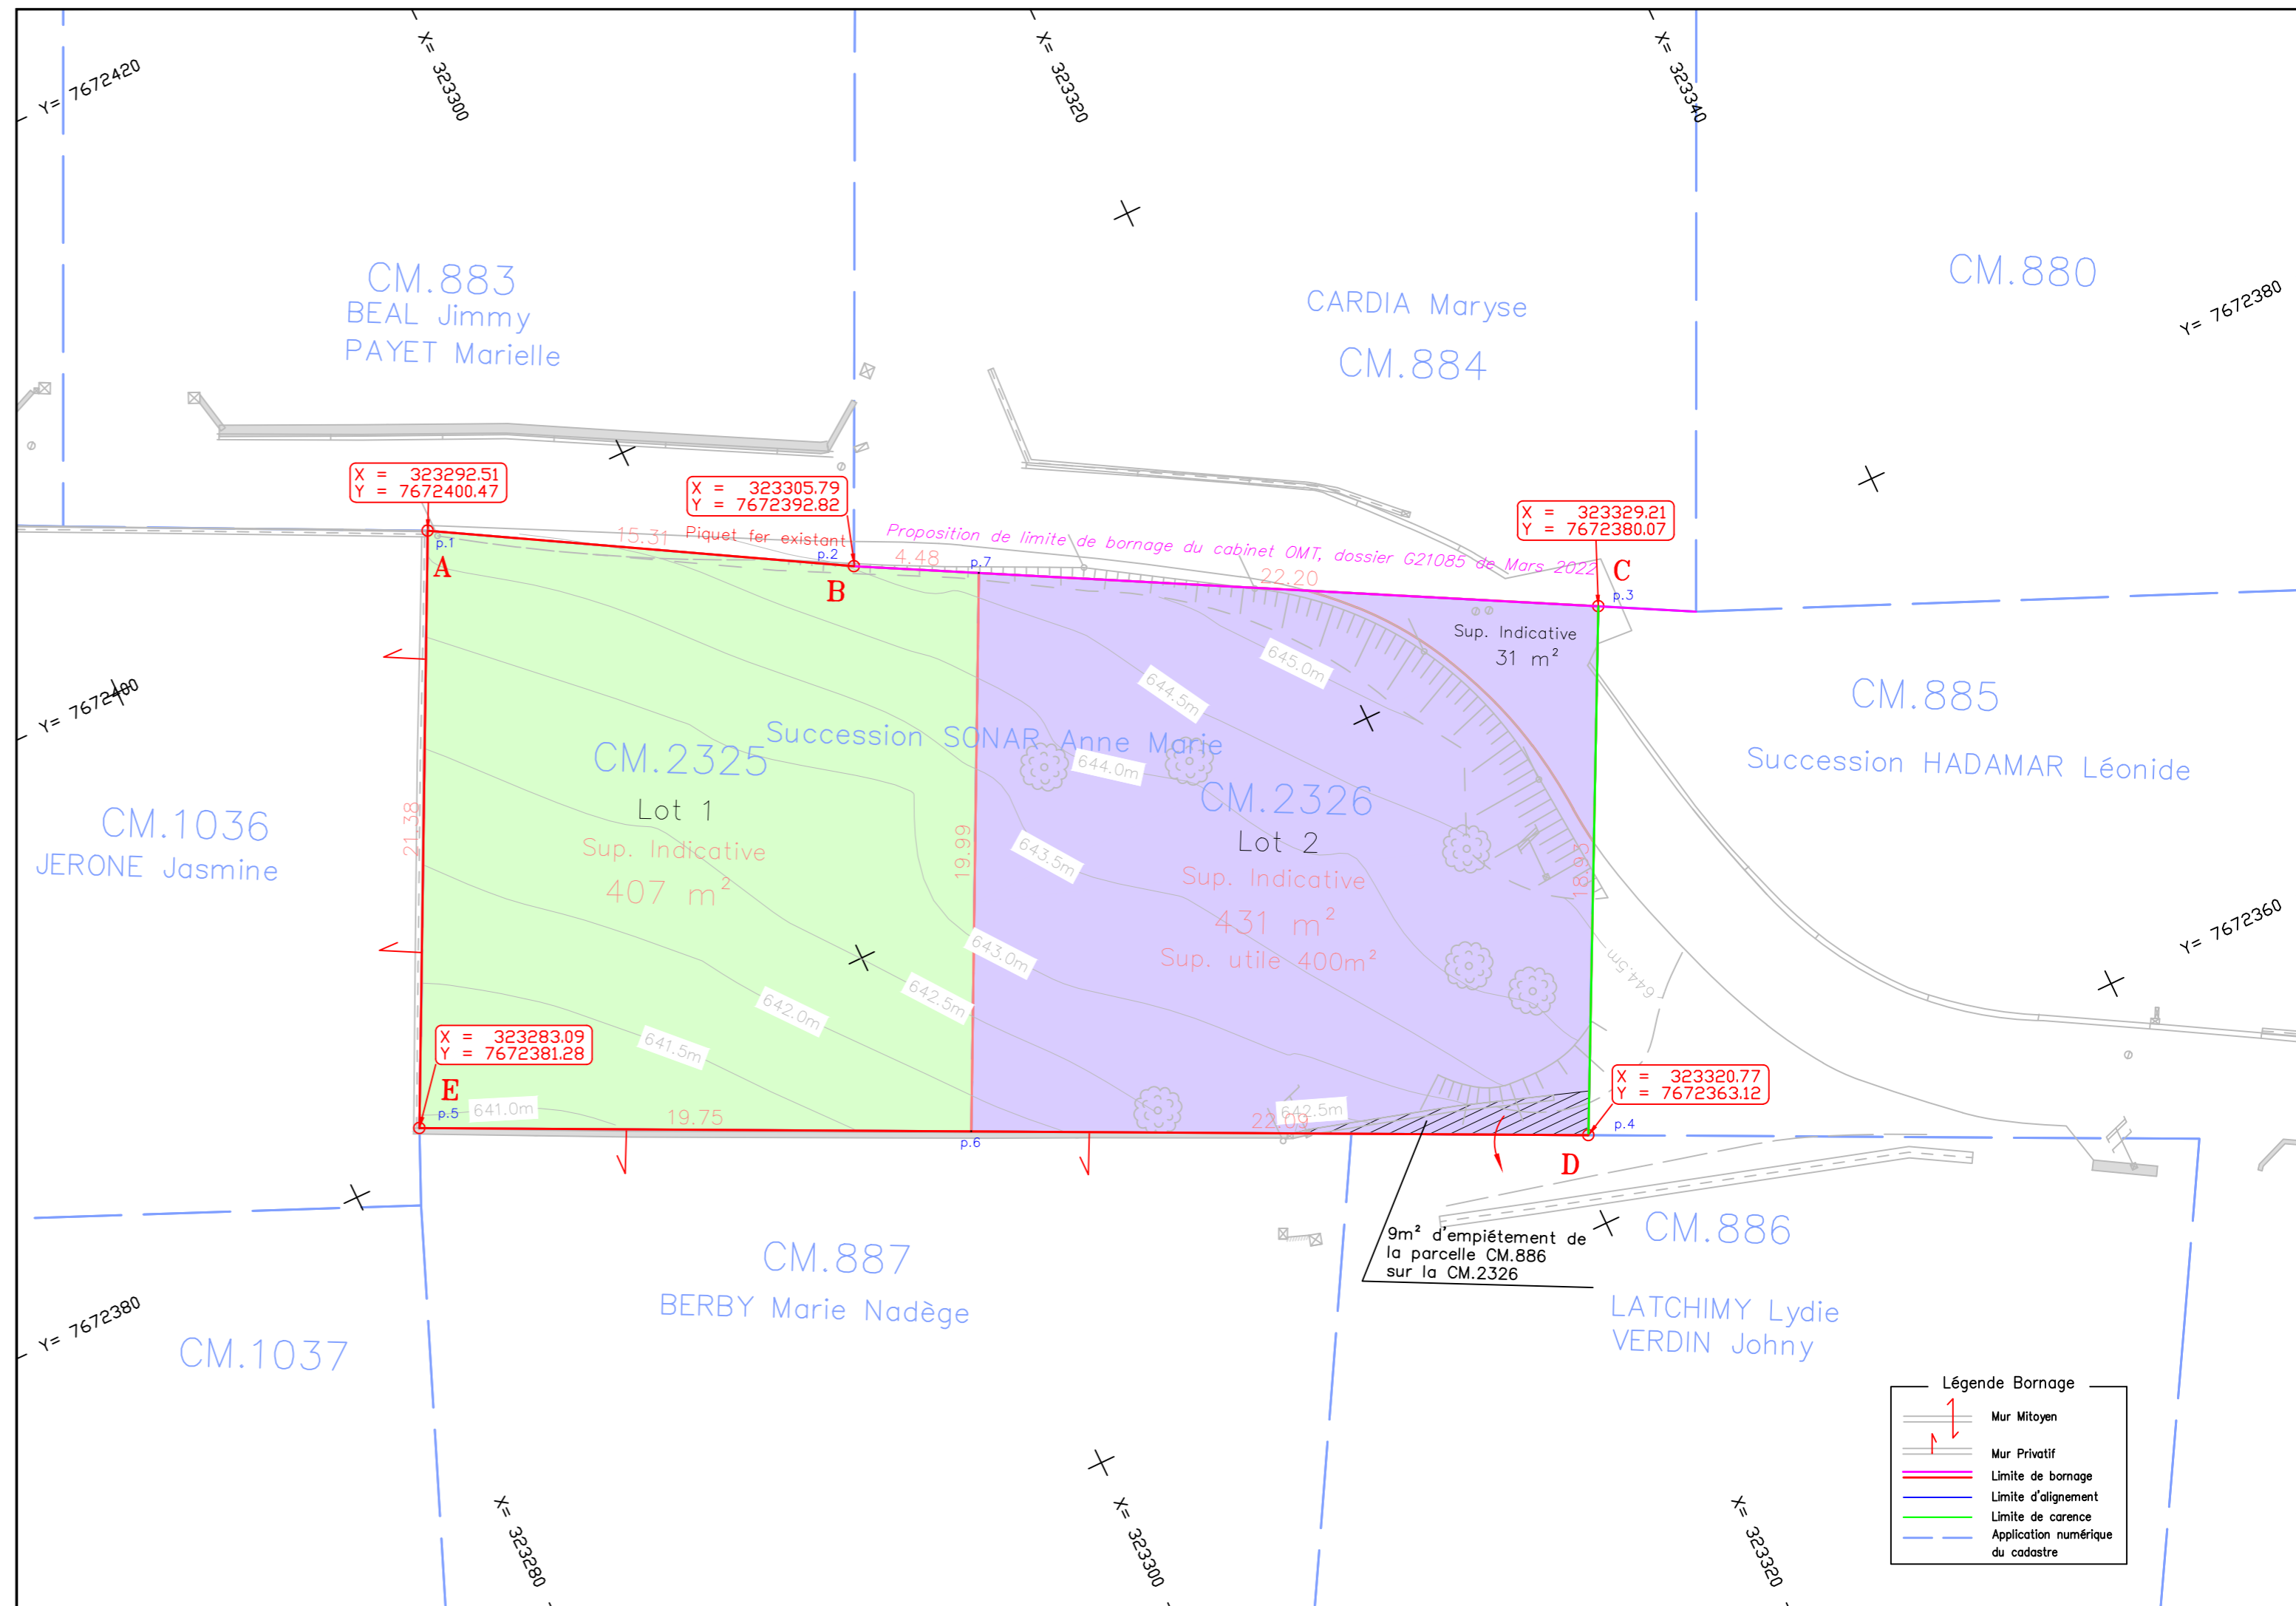 X= 323300
X= 323320
X= 323340
Y= 7672420
CM.883
BEAL Jimmy
PAYET Marielle
CARDIA Maryse
CM.884
CM.880
Y= 7672380
X = 323292.51
Y = 7672400.47
X = 323305.79
Y = 7672392.82
X = 323329.21
Y = 7672380.07
15.31
Piquet fer existant
Proposition de limite de bornage du cabinet OMT, dossier G21085 de Mars 2022
p.1
A
p.2
B
4.48
p.7
22.20
C
p.3
Sup. Indicative
31 m²
645.0m
644.5m
Y= 7672400
CM.885
Succession HADAMAR Léonide
Succession SONAR Anne Marie
CM.2325
Lot 1
Sup. Indicative
407 m²
644.0m
CM.2326
Lot 2
Sup. Indicative
431 m²
Sup. utile 400m²
CM.1036
JERONE Jasmine
21.38
19.99
643.5m
18.93
Y= 7672360
643.0m
642.5m
642.0m
641.5m
644.5m
X = 323283.09
Y = 7672381.28
E
p.5
641.0m
19.75
p.6
22.09
642.5m
X = 323320.77
Y = 7672363.12
p.4
D
9m² d'empiétement de
la parcelle CM.886
sur la CM.2326
CM.886
LATCHIMY Lydie
VERDIN Johny
CM.887
BERBY Marie Nadège
Y= 7672380
CM.1037
X= 323280
X= 323300
X= 323320
Légende Bornage
Mur Mitoyen
Mur Privatif
Limite de bornage
Limite d'alignement
Limite de carence
Application numérique
du cadastre